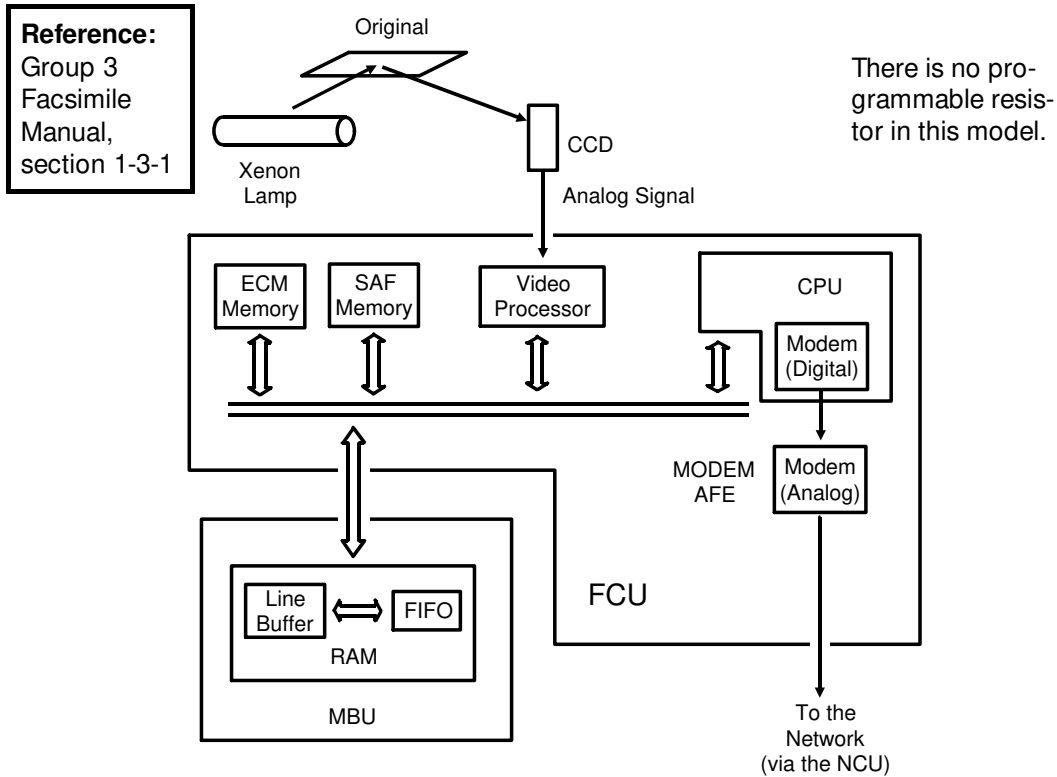 Reference:
Group 3
Facsimile
Manual,
section 1-3-1
Original
There is no pro-
grammable resis-
tor in this model.
Xenon
Lamp
CCD
Analog Signal
ECM
Memory
SAF
Memory
Video
Processor
CPU
Modem
(Digital)
MODEM
AFE
Modem
(Analog)
FCU
Line
Buffer
FIFO
RAM
MBU
To the
Network
(via the NCU)